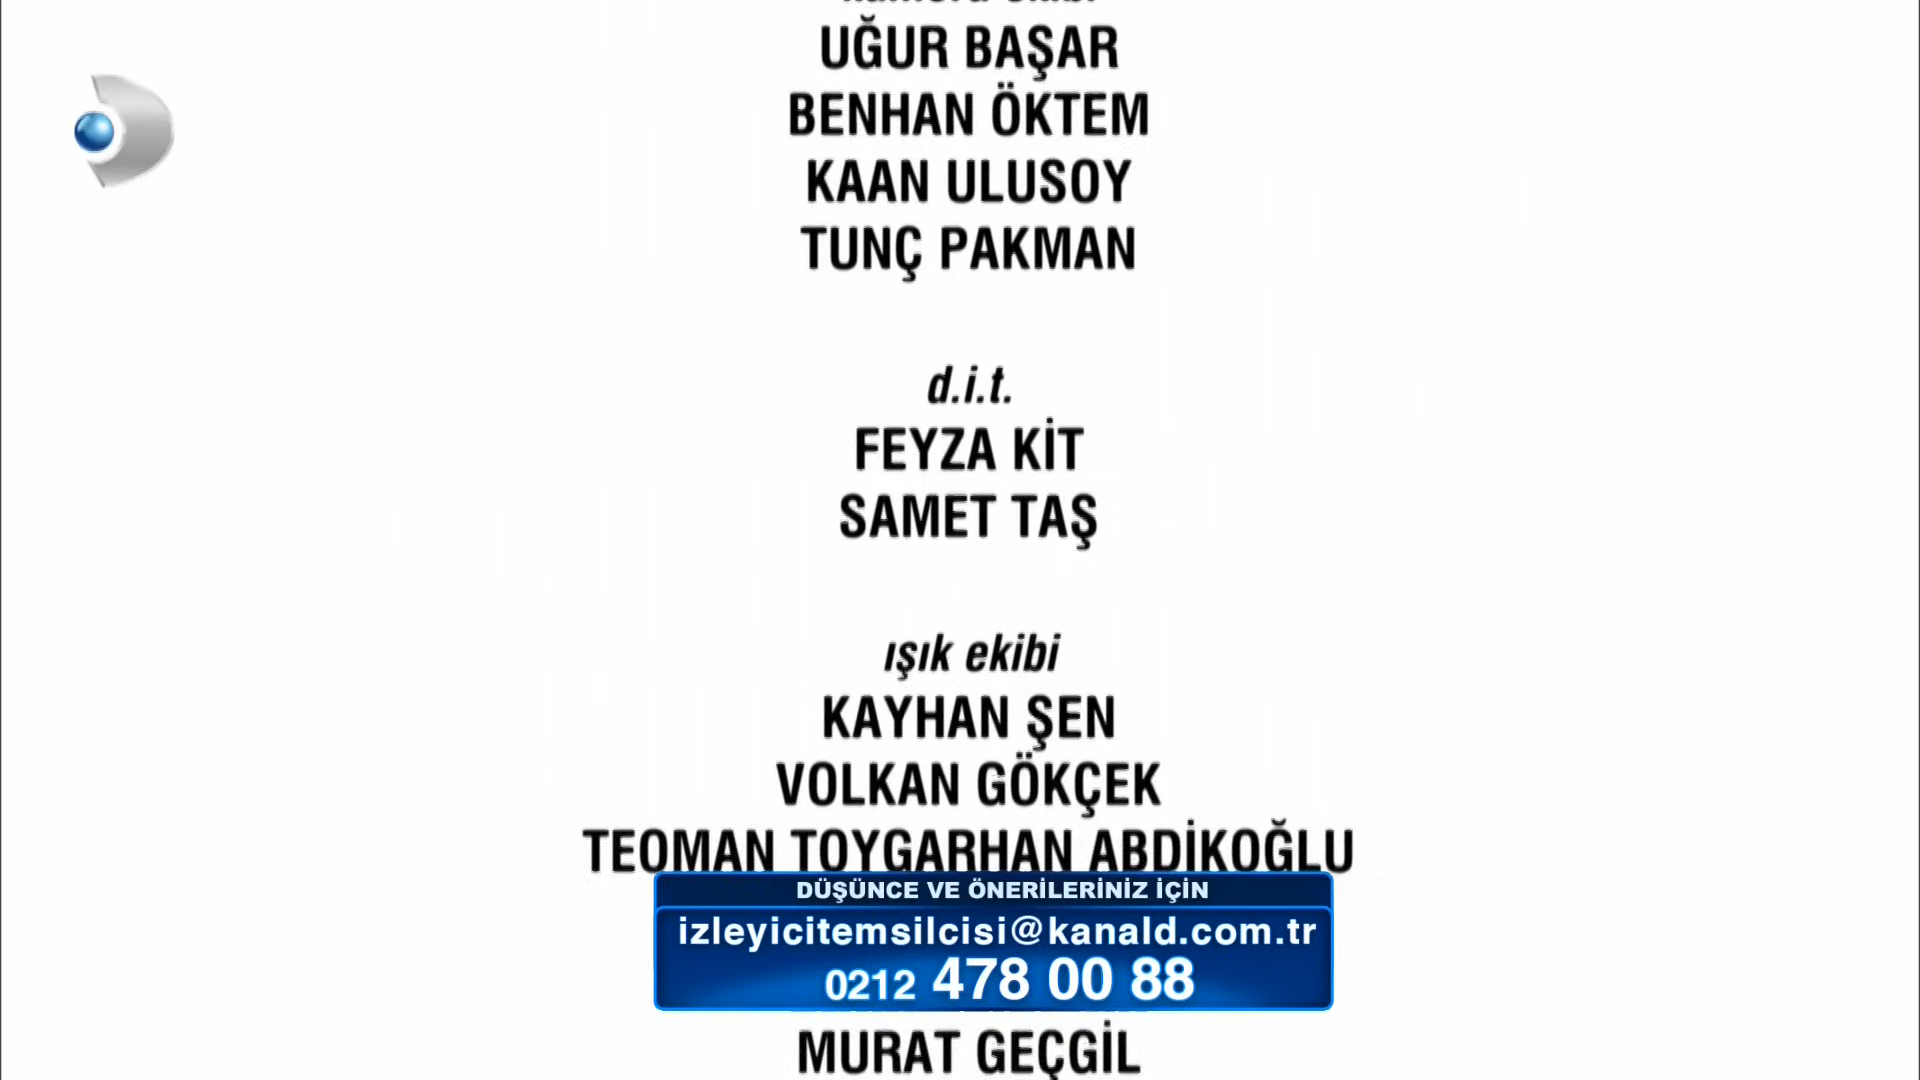 UĞUR BAŞAR
BENHAN ÖKTEM
KAAN ULUSOY
TUNÇ PAKMAN
d.i.t.
FEYZA KİT
SAMET TAŞ
ışık ekibi
KAYHAN ŞEN
VOLKAN GÖKÇEK
TEOMAN TOYGARHAN ABDİKOĞLU
DÜŞÜNCE VE ÖNERİLERİNİZ İÇİN
izleyicitemsilcisi@kanald.com.tr
0212 478 00 88
MURAT GEÇGİL